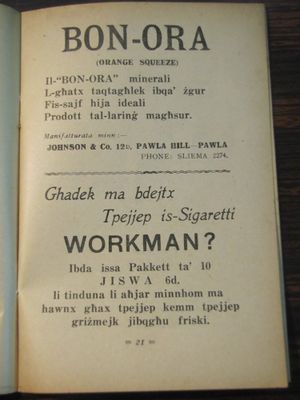 BON-ORA
(ORANGE SQUEEZE)
Il-"BON-ORA" minerali
L-għatx taqtagħlek ibqa' żgur
Fis-sajf hija ideali
Prodott tal-laring̀ magħsur.
Manifatturata minn :—
JOHNSON & Co. 12b, PAWLA HILL—PAWLA
PHONE: SLIEMA 2274.
Għadek ma bdejtx
Tpejjep is-Sigaretti
WORKMAN?
Ibda issa Pakkett ta' 10
JISWA 6d.
li tinduna li aħjar minnhom ma
hawnx għax tpejjep kemm tpejjep
griżmejk jibqgħu friski.
= 21 =